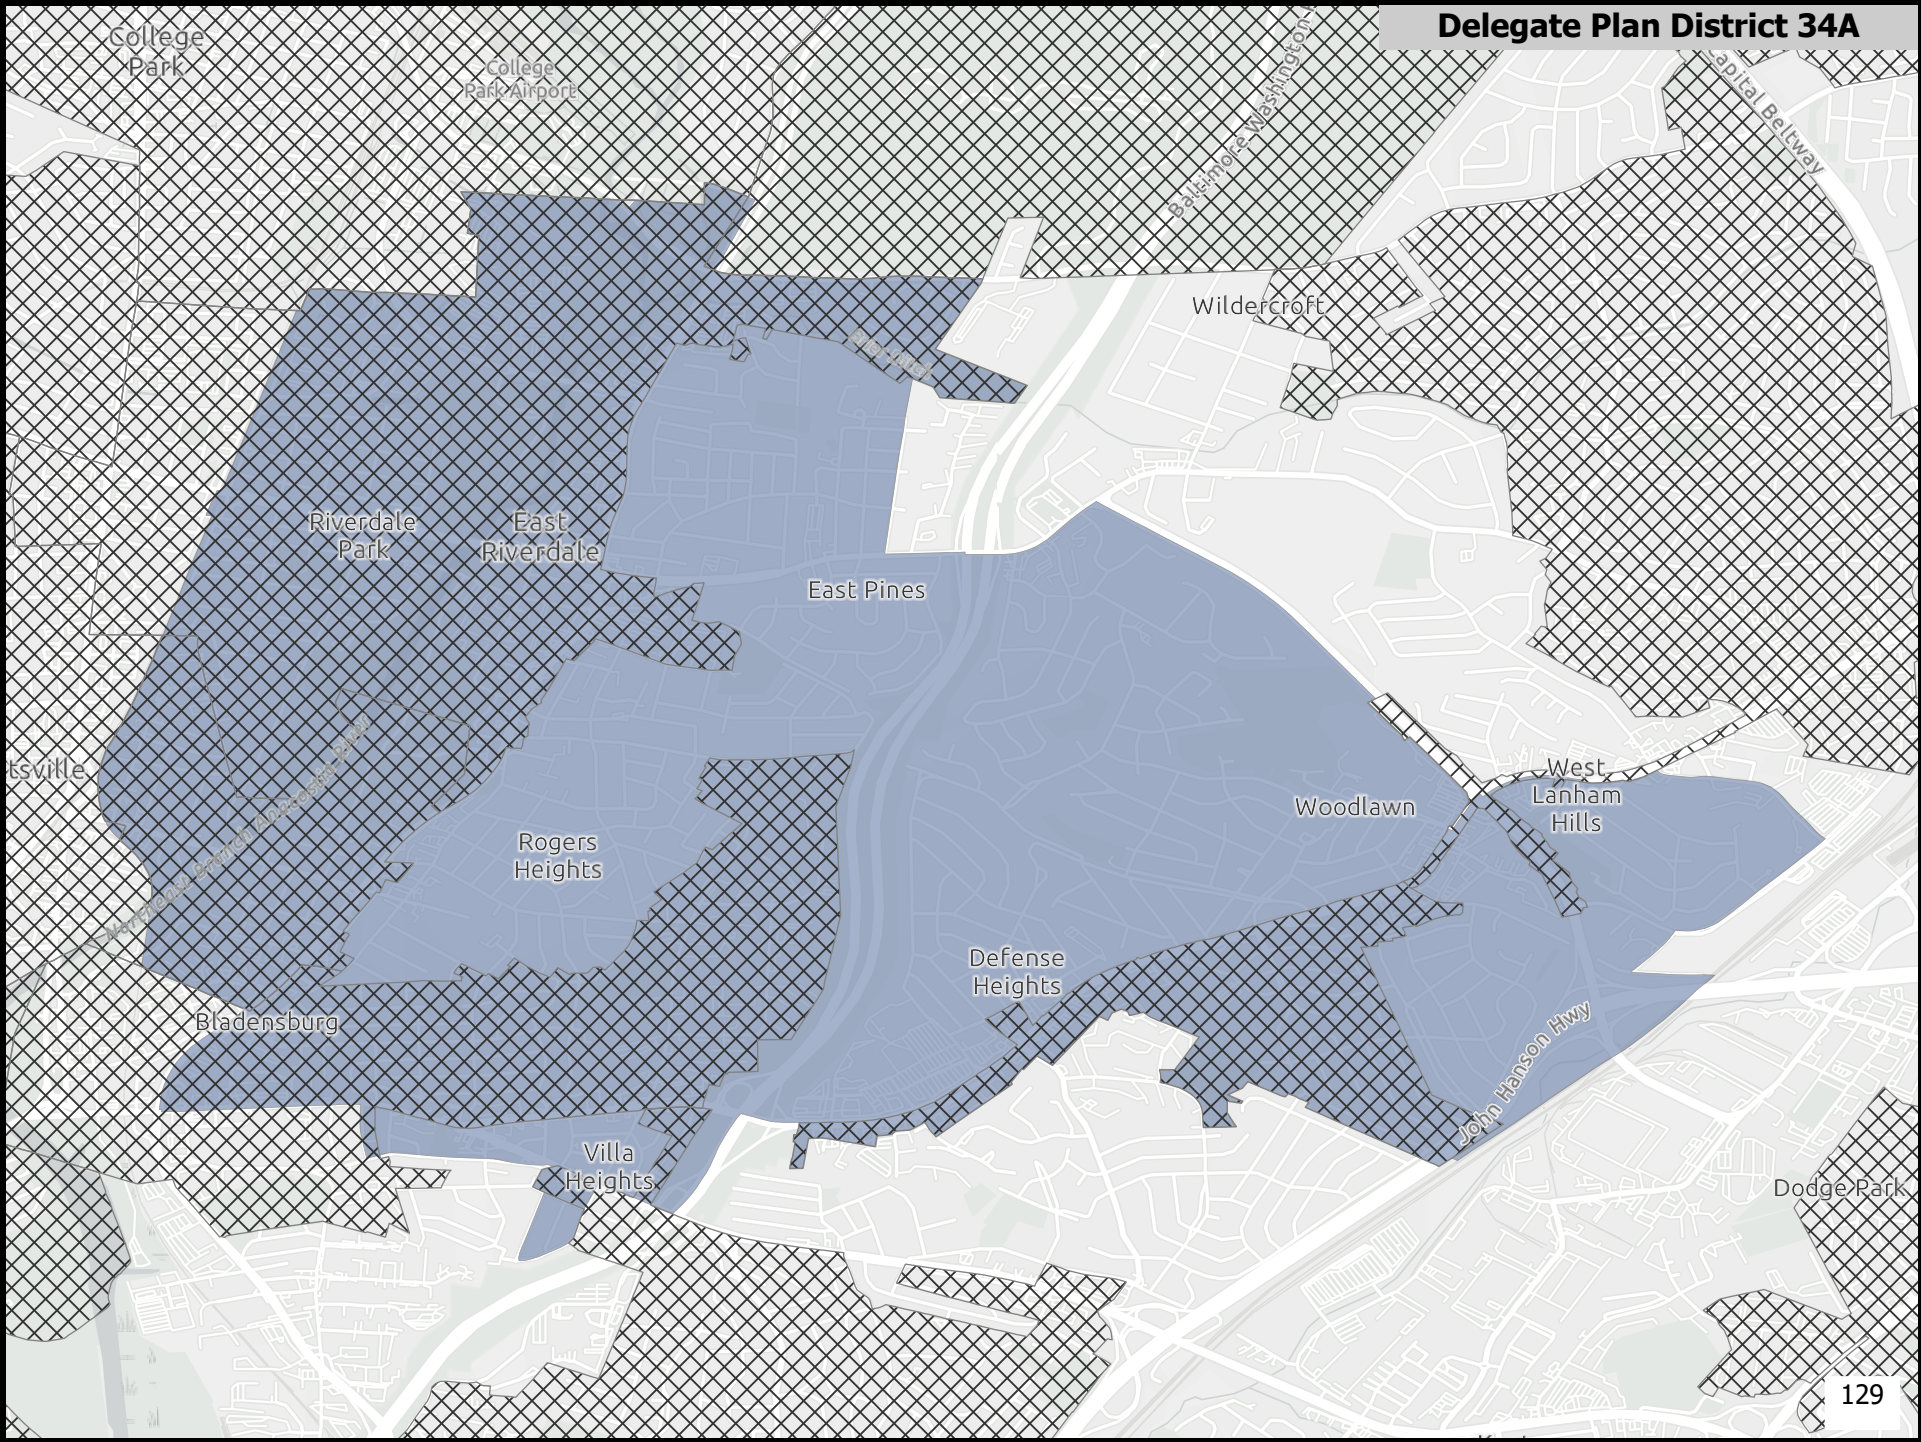 Delegate Plan District 34A
College
Park
College
Park Airport
Baltimore Washington
Capital Beltway
Wildercroft
Brier Ditch
Riverdale
Park
East
Riverdale
East Pines
tsville
Northeast Branch Anacostia River
Rogers
Heights
Woodlawn
West
Lanham
Hills
Defense
Heights
Bladensburg
John Hanson Hwy
Villa
Heights
Dodge Park
129